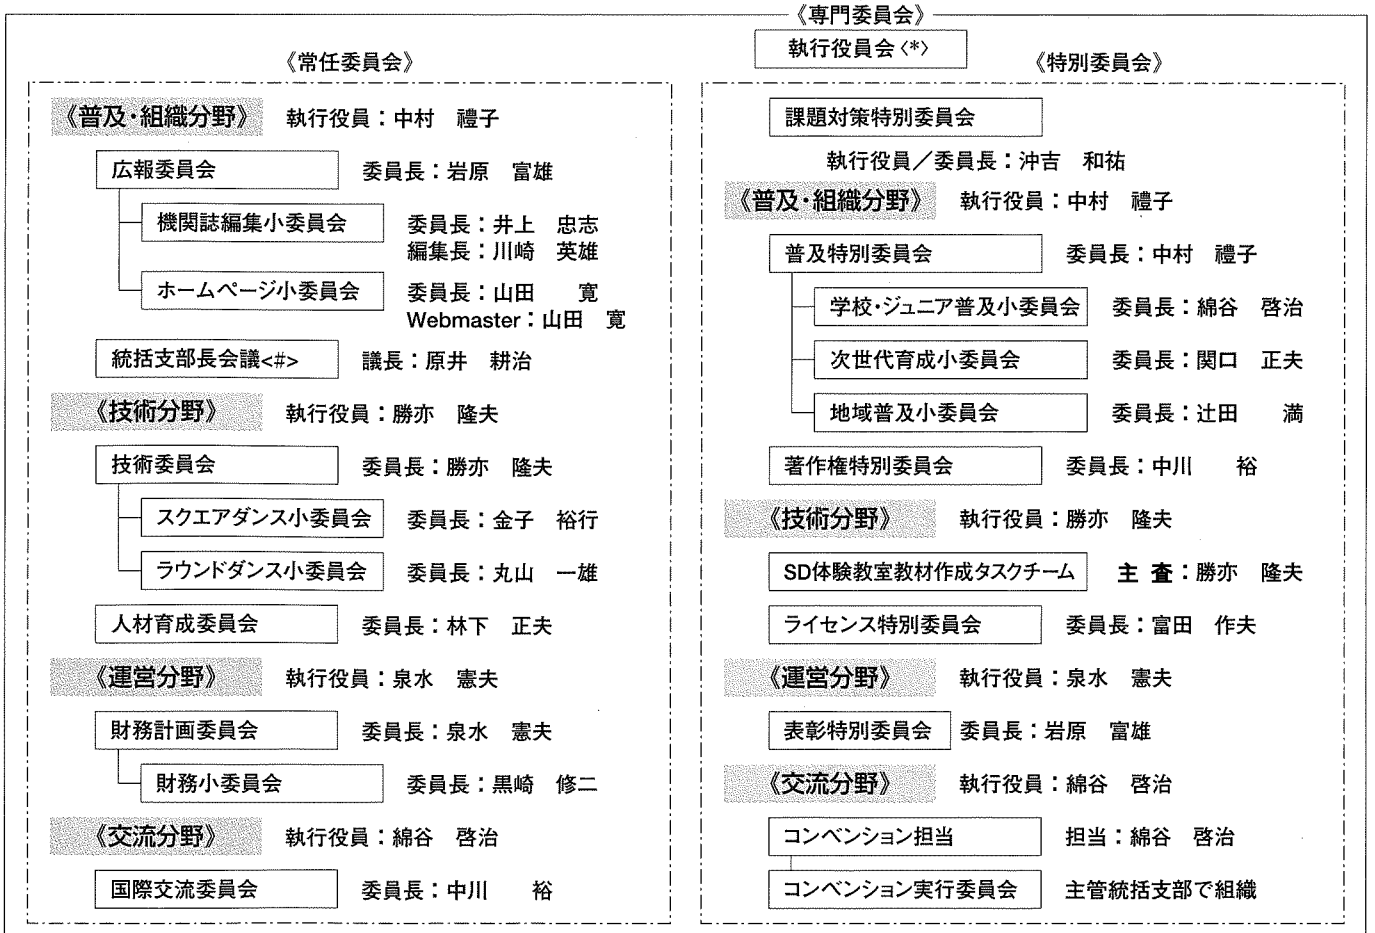 《専門委員会》
執行役員会〈*〉
《常任委員会》
《普及・組織分野》 執行役員：中村 禮子
広報委員会 委員長：岩原 富雄
機関誌編集小委員会 委員長：井上 忠志
編集長：川崎 英雄
ホームページ小委員会 委員長：山田 寛
Webmaster：山田 寛
統括支部長会議<#> 議長：原井 耕治
《技術分野》 執行役員：勝亦 隆夫
技術委員会 委員長：勝亦 隆夫
スクエアダンス小委員会 委員長：金子 裕行
ラウンドダンス小委員会 委員長：丸山 一雄
人材育成委員会 委員長：林下 正夫
《運営分野》 執行役員：泉水 憲夫
財務計画委員会 委員長：泉水 憲夫
財務小委員会 委員長：黒崎 修二
《交流分野》 執行役員：綿谷 啓治
国際交流委員会 委員長：中川 裕
《特別委員会》
課題対策特別委員会
執行役員／委員長：沖吉 和祐
《普及・組織分野》 執行役員：中村 禮子
普及特別委員会 委員長：中村 禮子
学校・ジュニア普及小委員会 委員長：綿谷 啓治
次世代育成小委員会 委員長：関口 正夫
地域普及小委員会 委員長：辻田 満
著作権特別委員会 委員長：中川 裕
《技術分野》 執行役員：勝亦 隆夫
SD体験教室教材作成タスクチーム 主査：勝亦 隆夫
ライセンス特別委員会 委員長：富田 作夫
《運営分野》 執行役員：泉水 憲夫
表彰特別委員会 委員長：岩原 富雄
《交流分野》 執行役員：綿谷 啓治
コンベンション担当 担当：綿谷 啓治
コンベンション実行委員会 主管統括支部で組織